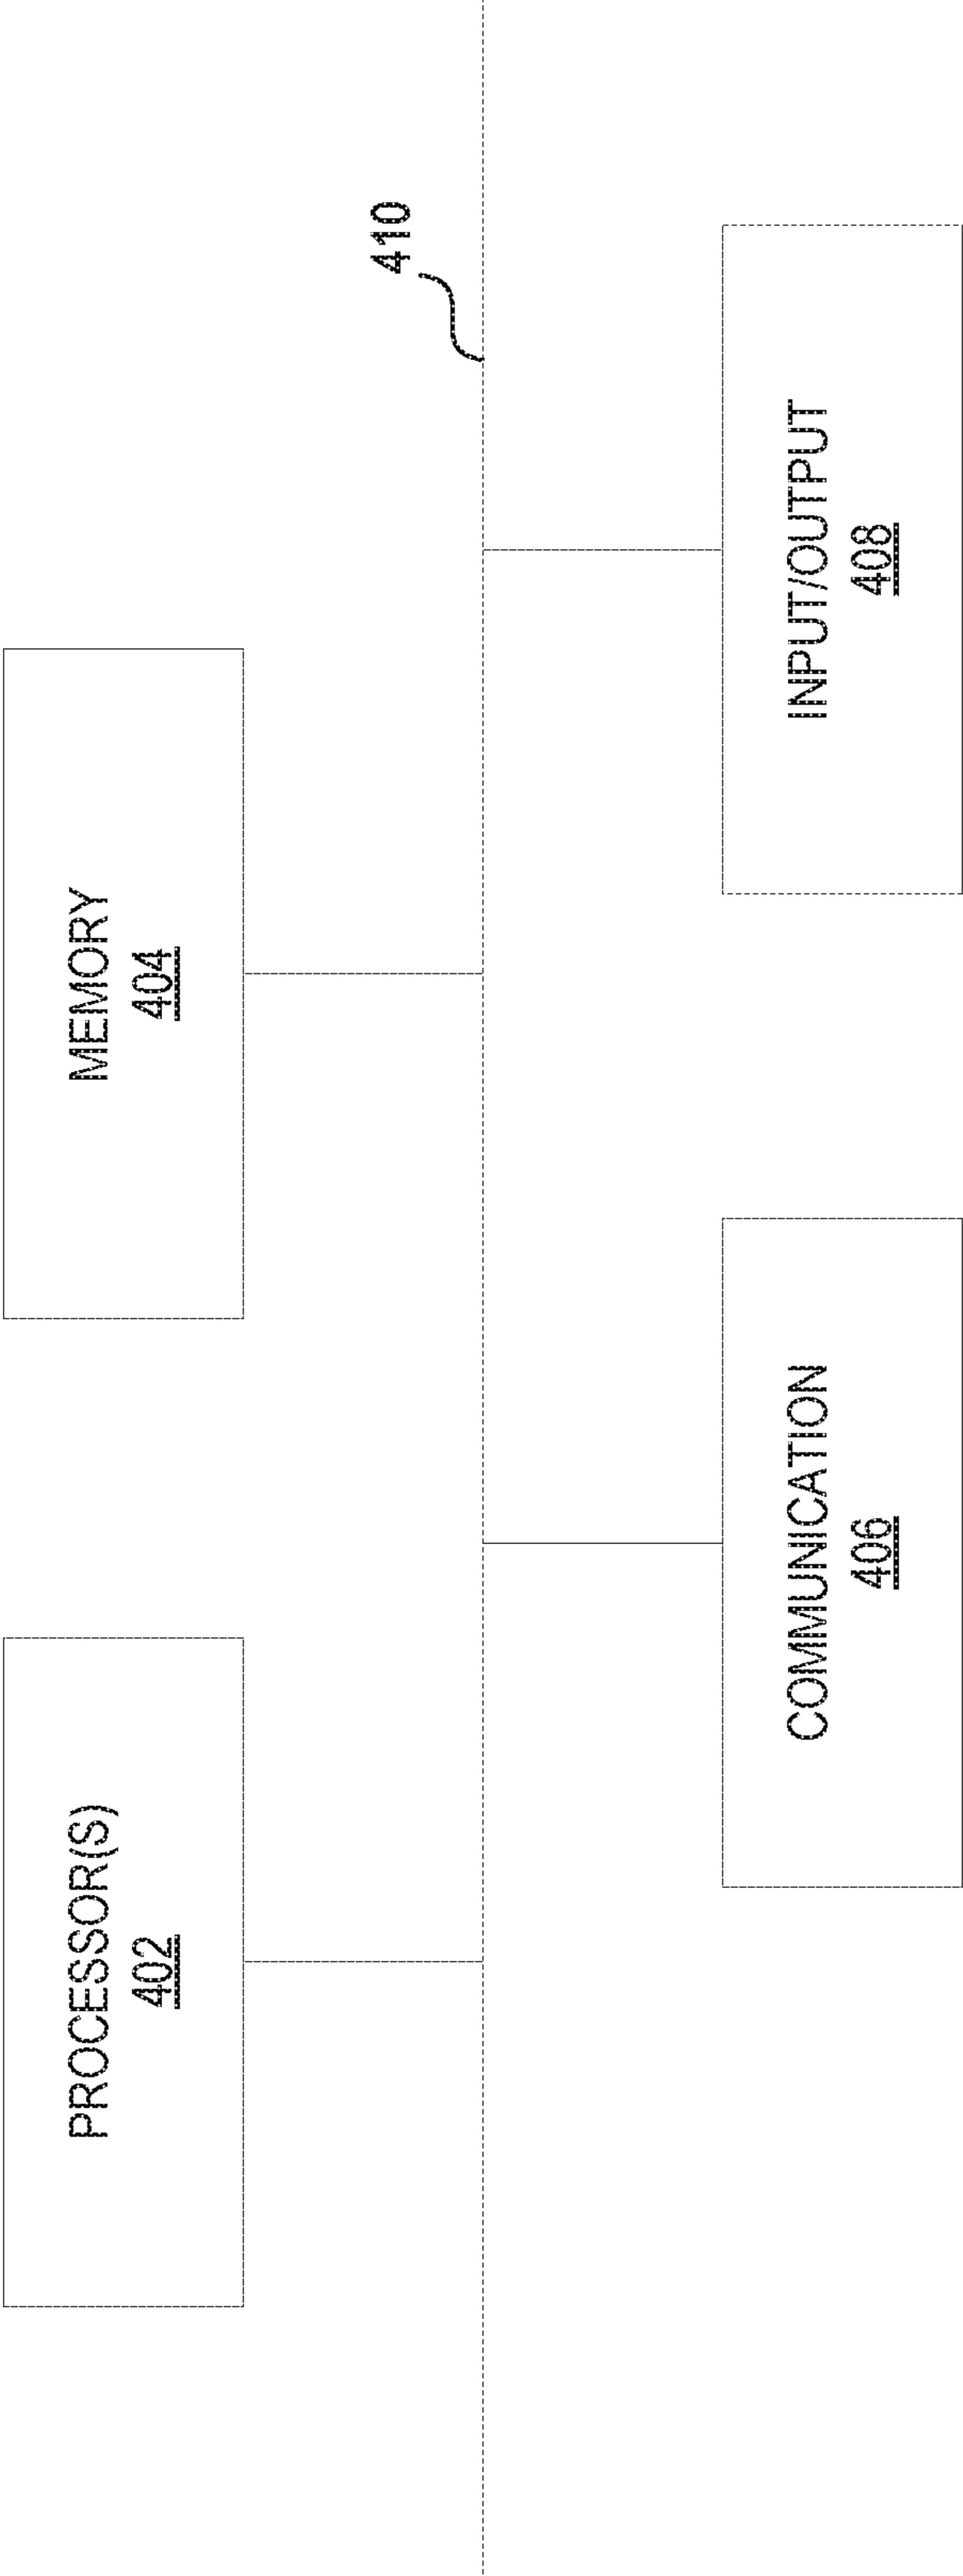 PROCESSOR(S)
402
MEMORY
404
410
COMMUNICATION
406
INPUT/OUTPUT
408